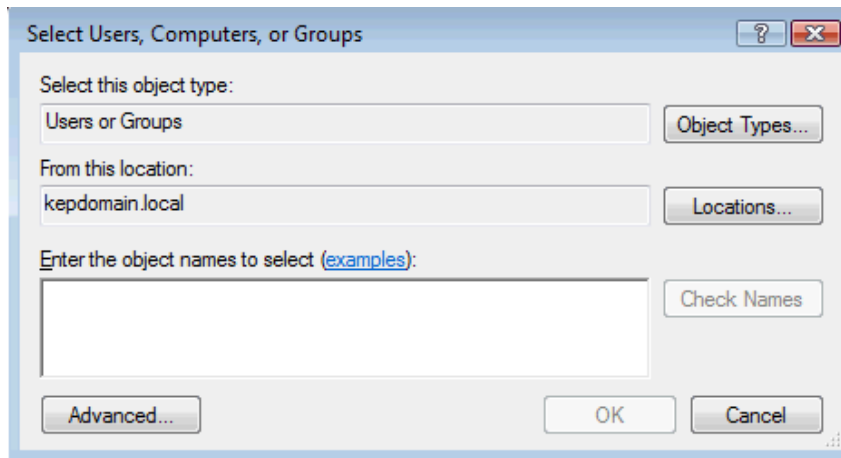 Select Users, Computers, or Groups
Select this object type:
Users or Groups
Object Types...
From this location:
kepdomain.local
Locations...
Enter the object names to select (examples):
Check Names
Advanced...
OK
Cancel